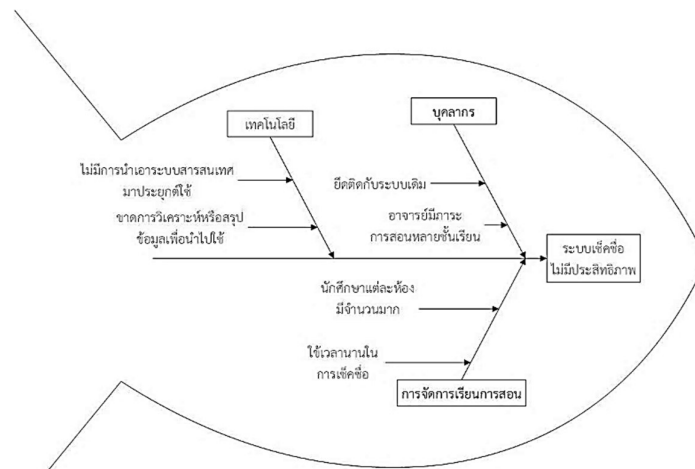 เทคโนโลยี
บุคลากร
ไม่มีการนำเอาระบบสารสนเทศ
มาประยุกต์ใช้
ยึดติดกับระบบเดิม
ขาดการวิเคราะห์หรือสรุป
ข้อมูลเพื่อนำไปใช้
อาจารย์มีภาระ
การสอนหลายชั้นเรียน
ระบบเช็คชื่อ
ไม่มีประสิทธิภาพ
นักศึกษาแต่ละห้อง
มีจำนวนมาก
ใช้เวลานานใน
การเช็คชื่อ
การจัดการเรียนการสอน